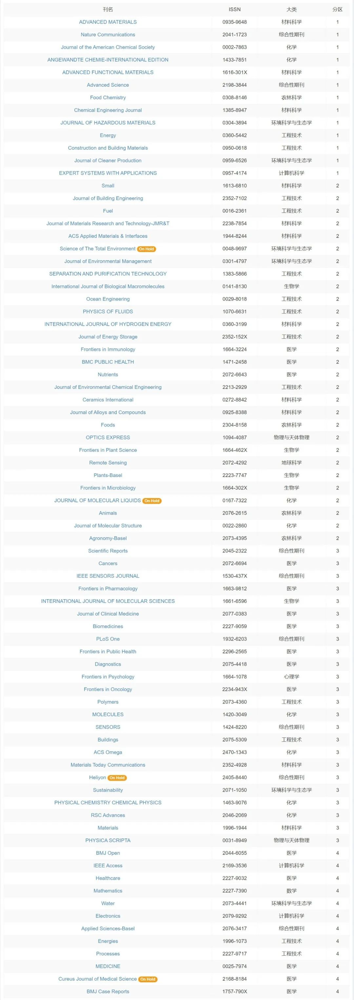 刊名 ISSN 大类 分区
ADVANCED MATERIALS 0935-9648 材料科学 1
Nature Communications 2041-1723 综合性期刊 1
Journal of the American Chemical Society 0002-7863 化学 1
ANGEWANDTE CHEMIE-INTERNATIONAL EDITION 1433-7851 化学 1
ADVANCED FUNCTIONAL MATERIALS 1616-301X 材料科学 1
Advanced Science 2198-3844 综合性期刊 1
Food Chemistry 0308-8146 农林科学 1
Chemical Engineering Journal 1385-8947 材料科学 1
JOURNAL OF HAZARDOUS MATERIALS 0304-3894 环境科学与生态学 1
Energy 0360-5442 工程技术 1
Construction and Building Materials 0950-0618 工程技术 1
Journal of Cleaner Production 0959-6526 环境科学与生态学 1
EXPERT SYSTEMS WITH APPLICATIONS 0957-4174 计算机科学 1
Small 1613-6810 材料科学 2
Journal of Building Engineering 2352-7102 工程技术 2
Fuel 0016-2361 工程技术 2
Journal of Materials Research and Technology-JMR&T 2238-7854 材料科学 2
ACS Applied Materials & Interfaces 1944-8244 材料科学 2
Science of The Total Environment On Hold 0048-9697 环境科学与生态学 2
Journal of Environmental Management 0301-4797 环境科学与生态学 2
SEPARATION AND PURIFICATION TECHNOLOGY 1383-5866 工程技术 2
International Journal of Biological Macromolecules 0141-8130 生物学 2
Ocean Engineering 0029-8018 工程技术 2
PHYSICS OF FLUIDS 1070-6631 工程技术 2
INTERNATIONAL JOURNAL OF HYDROGEN ENERGY 0360-3199 材料科学 2
Journal of Energy Storage 2352-152X 工程技术 2
Frontiers in Immunology 1664-3224 医学 2
BMC PUBLIC HEALTH 1471-2458 医学 2
Nutrients 2072-6643 医学 2
Journal of Environmental Chemical Engineering 2213-2929 工程技术 2
Ceramics International 0272-8842 材料科学 2
Journal of Alloys and Compounds 0925-8388 材料科学 2
Foods 2304-8158 农林科学 2
OPTICS EXPRESS 1094-4087 物理与天体物理 2
Frontiers in Plant Science 1664-462X 生物学 2
Remote Sensing 2072-4292 地球科学 2
Plants-Basel 2223-7747 生物学 2
Frontiers in Microbiology 1664-302X 生物学 2
JOURNAL OF MOLECULAR LIQUIDS On Hold 0167-7322 化学 2
Animals 2076-2615 农林科学 2
Journal of Molecular Structure 0022-2860 化学 2
Agronomy-Basel 2073-4395 农林科学 2
Scientific Reports 2045-2322 综合性期刊 3
Cancers 2072-6694 医学 3
IEEE SENSORS JOURNAL 1530-437X 综合性期刊 3
Frontiers in Pharmacology 1663-9812 医学 3
INTERNATIONAL JOURNAL OF MOLECULAR SCIENCES 1661-6596 生物学 3
Journal of Clinical Medicine 2077-0383 医学 3
Biomedicines 2227-9059 医学 3
PLoS One 1932-6203 综合性期刊 3
Frontiers in Public Health 2296-2565 医学 3
Diagnostics 2075-4418 医学 3
Frontiers in Psychology 1664-1078 心理学 3
Frontiers in Oncology 2234-943X 医学 3
Polymers 2073-4360 工程技术 3
MOLECULES 1420-3049 化学 3
SENSORS 1424-8220 综合性期刊 3
Buildings 2075-5309 工程技术 3
ACS Omega 2470-1343 化学 3
Materials Today Communications 2352-4928 材料科学 3
Heliyon On Hold 2405-8440 综合性期刊 3
Sustainability 2071-1050 环境科学与生态学 3
PHYSICAL CHEMISTRY CHEMICAL PHYSICS 1463-9076 化学 3
RSC Advances 2046-2069 化学 3
Materials 1996-1944 材料科学 3
PHYSICA SCRIPTA 0031-8949 物理与天体物理 3
BMJ Open 2044-6055 医学 4
IEEE Access 2169-3536 计算机科学 4
Healthcare 2227-9032 医学 4
Mathematics 2227-7390 数学 4
Water 2073-4441 环境科学与生态学 4
Electronics 2079-9292 计算机科学 4
Applied Sciences-Basel 2076-3417 综合性期刊 4
Energies 1996-1073 工程技术 4
Processes 2227-9717 工程技术 4
MEDICINE 0025-7974 医学 4
Cureus Journal of Medical Science On Hold 2168-8184 医学 4
BMJ Case Reports 1757-790X 医学 4